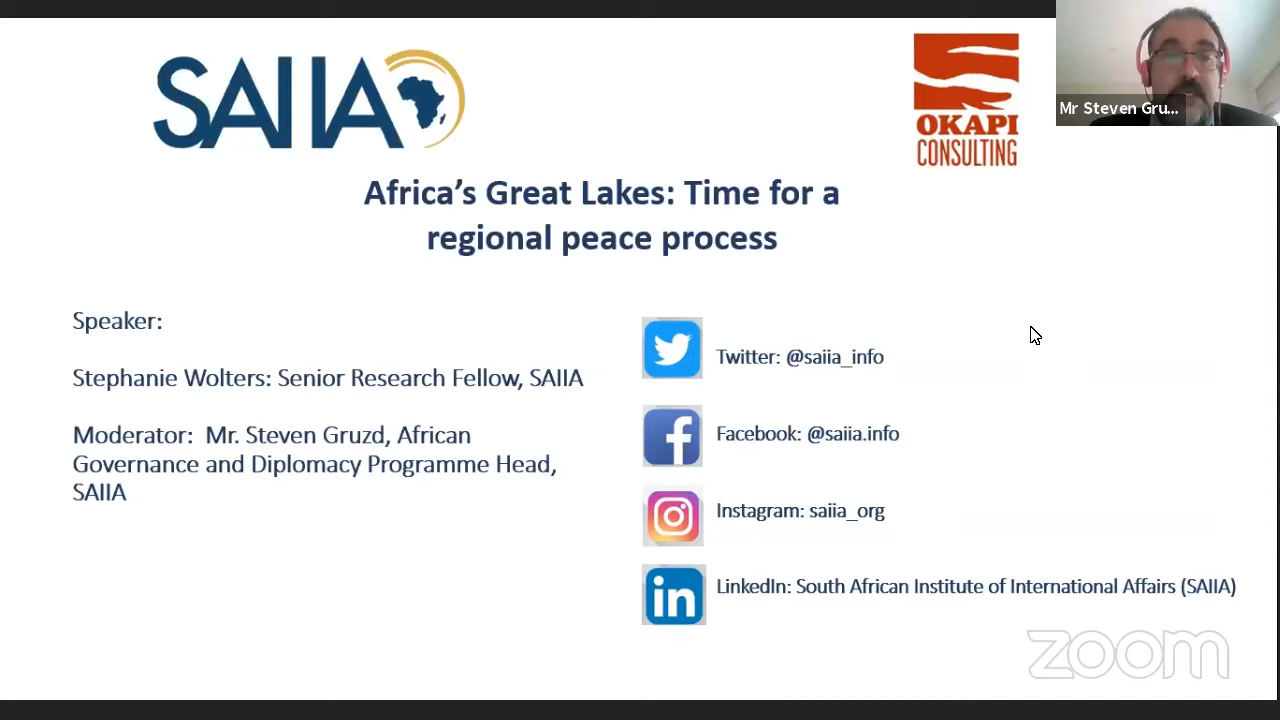 SAIIA
OKAPI
CONSULTING
Mr Steven Gru...
Africa’s Great Lakes: Time for a
regional peace process
Speaker:
Stephanie Wolters: Senior Research Fellow, SAIIA
Moderator:  Mr. Steven Gruzd, African
Governance and Diplomacy Programme Head,
SAIIA
Twitter: @saiia_info
Facebook: @saiia.info
Instagram: saiia_org
in
LinkedIn: South African Institute of International Affairs (SAIIA)
zoom